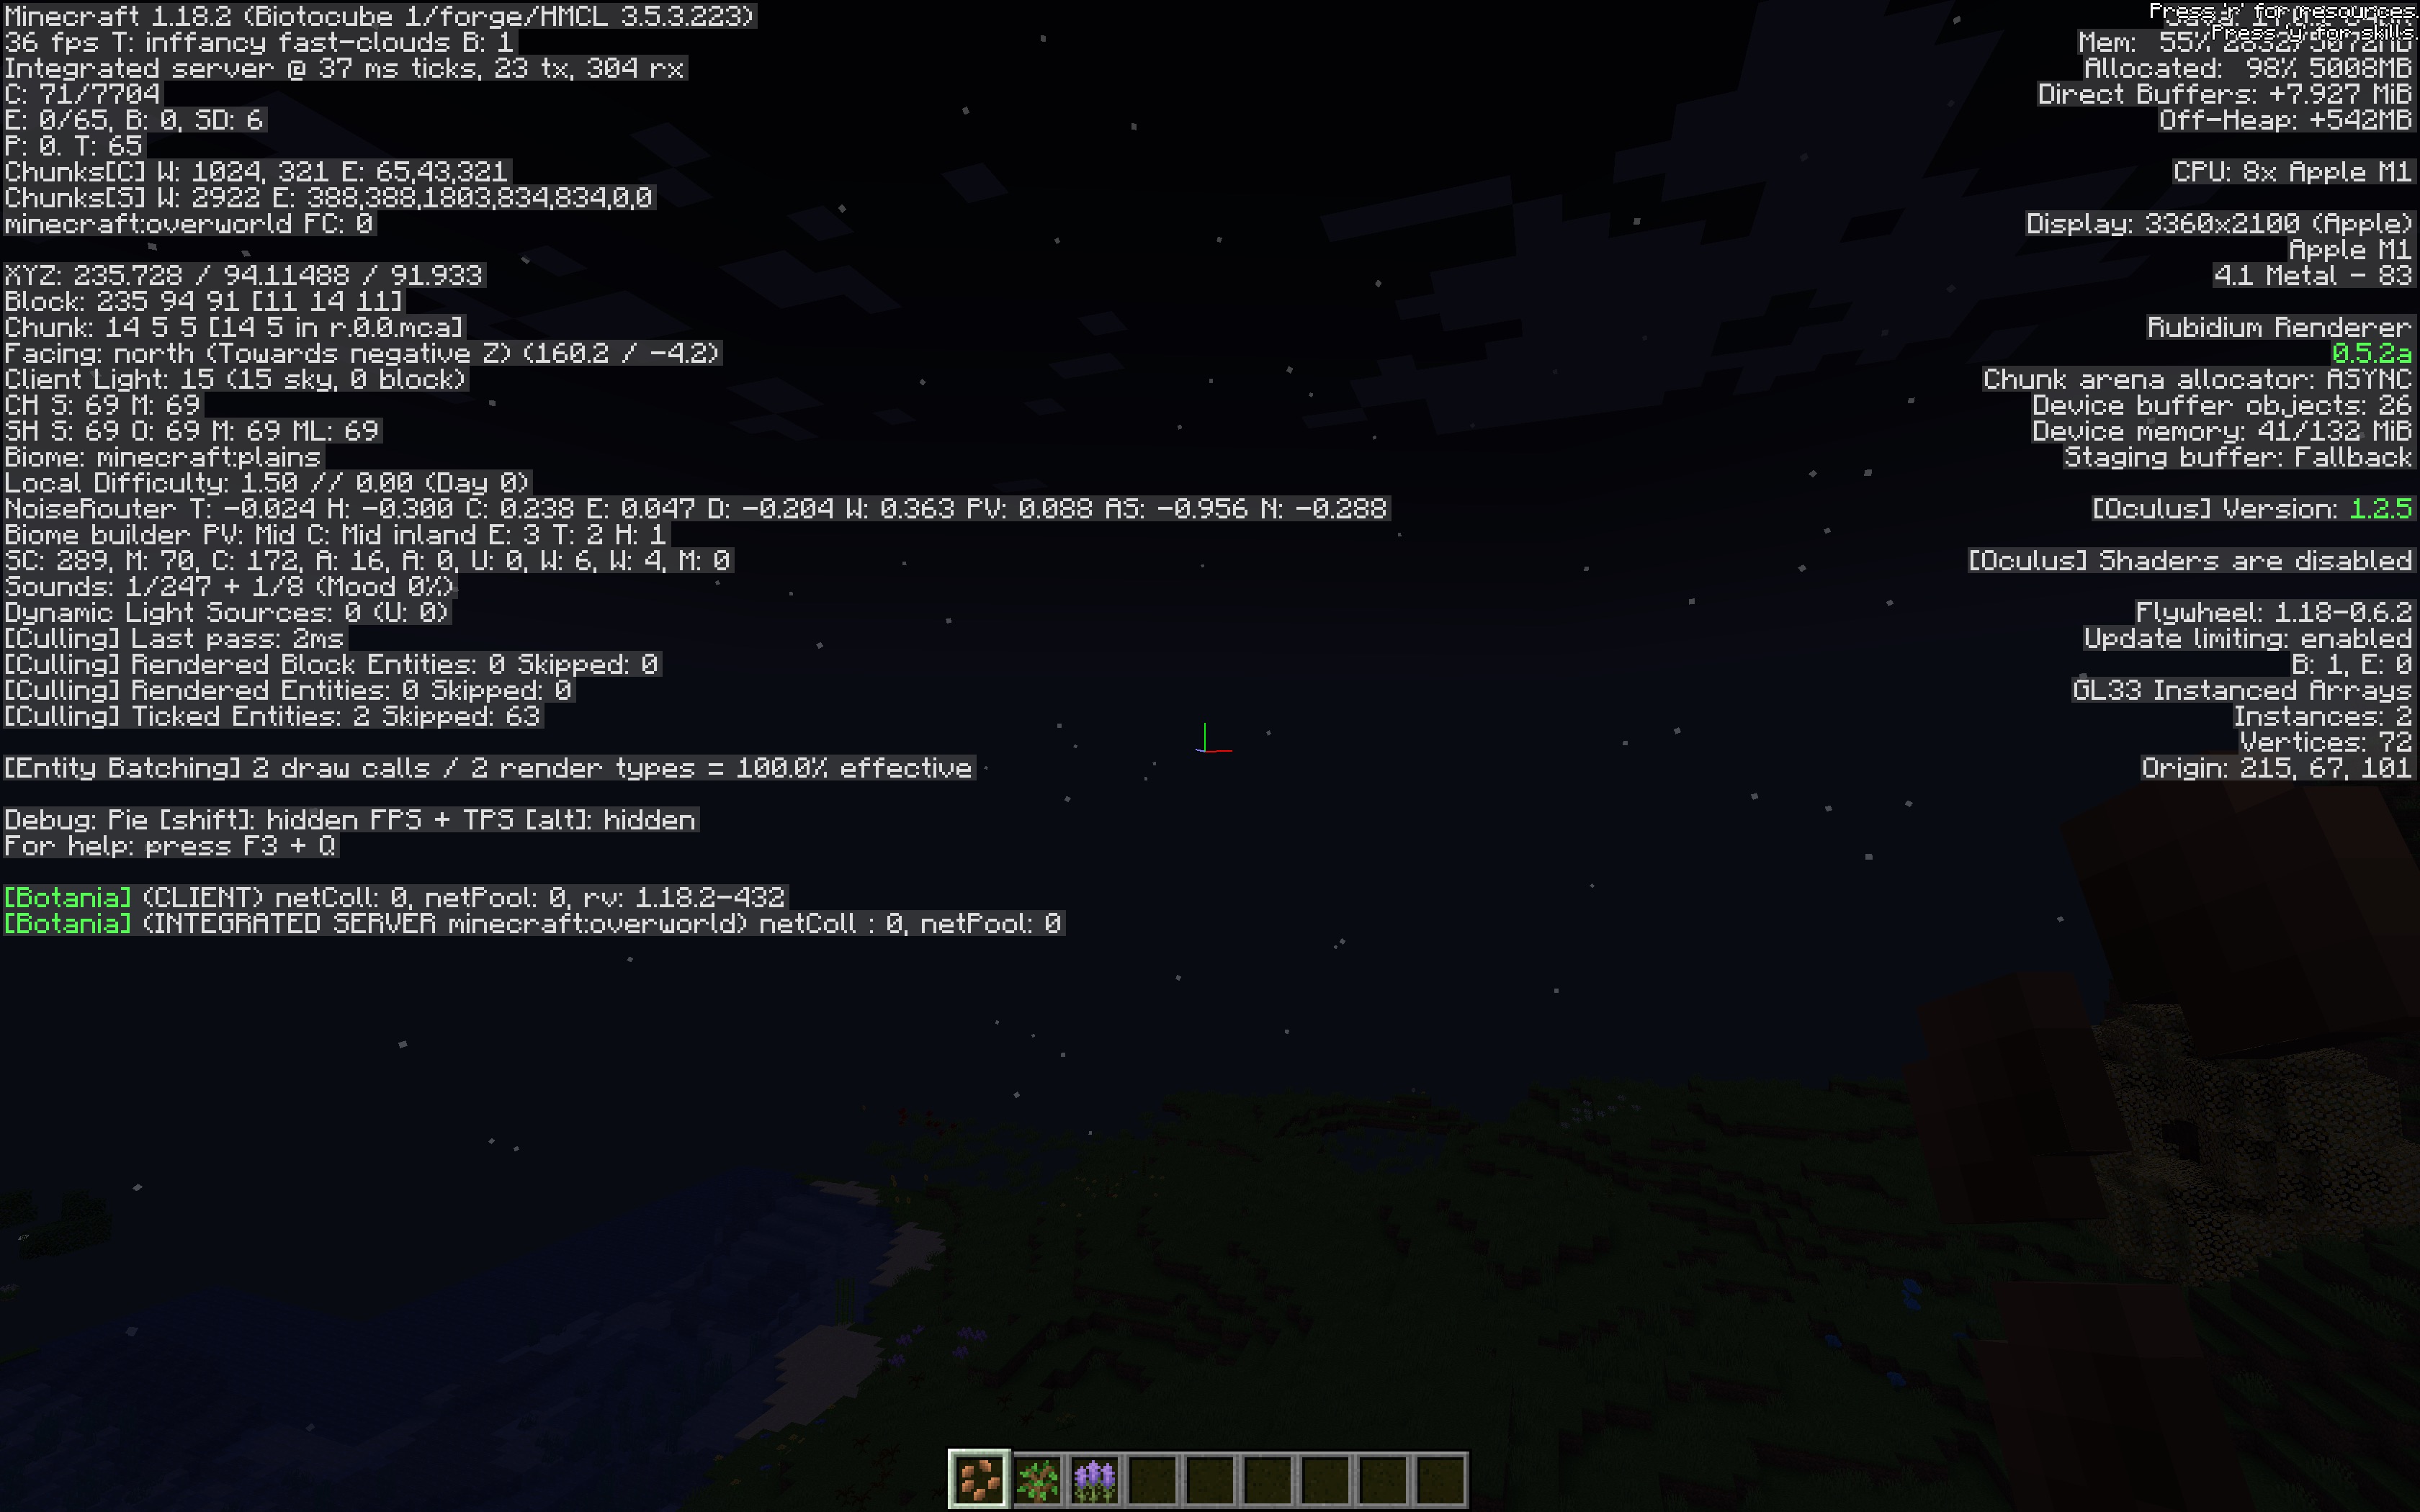 Minecraft 1.18.2 (Biotocube 1/forge/HMCL 3.5.3.223)
36 fps T: inffancy fast-clouds B: 1
Integrated server @ 37 ms ticks, 23 tx, 304 rx
C: 71/7704
E: 0/65, B: 0, SD: 6
P: 0. T: 65
Chunks[C] W: 1024, 321 E: 65,43,321
Chunks[S] W: 2922 E: 388,388,1803,834,834,0,0
minecraft:overworld FC: 0
XYZ: 235.728 / 94.11488 / 91.933
Block: 235 94 91 [11 14 11]
Chunk: 14 5 5 [14 5 in r.0.0.mca]
Facing: north (Towards negative Z) (160.2 / -4.2)
Client Light: 15 (15 sky, 0 block)
CH S: 69 M: 69
SH S: 69 O: 69 M: 69 ML: 69
Biome: minecraft:plains
Local Difficulty: 1.50 // 0.00 (Day 0)
NoiseRouter T: -0.024 H: -0.300 C: 0.238 E: 0.047 D: -0.204 W: 0.363 PV: 0.088 AS: -0.956 N: -0.288
Biome builder PV: Mid C: Mid inland E: 3 T: 2 H: 1
SC: 289, M: 70, C: 172, A: 16, A: 0, U: 0, W: 6, W: 4, M: 0
Sounds: 1/247 + 1/8 (Mood 0%)
Dynamic Light Sources: 0 (U: 0)
[Culling] Last pass: 2ms
[Culling] Rendered Block Entities: 0 Skipped: 0
[Culling] Rendered Entities: 0 Skipped: 0
[Culling] Ticked Entities: 2 Skipped: 63
[Entity Batching] 2 draw calls / 2 render types = 100.0% effective
Debug: Pie [shift]: hidden FPS + TPS [alt]: hidden
For help: press F3 + Q
[Botania] (CLIENT) netColl: 0, netPool: 0, rv: 1.18.2-432
[Botania] (INTEGRATED SERVER minecraft:overworld) netColl : 0, netPool: 0
Press 'r' for resources.
Press 'y' for skills.
Mem: 55% 2832/5072MB
Allocated: 98% 5008MB
Direct Buffers: +7.927 MiB
Off-Heap: +542MB
CPU: 8x Apple M1
Display: 3360x2100 (Apple)
Apple M1
4.1 Metal - 83
Rubidium Renderer
0.5.2a
Chunk arena allocator: ASYNC
Device buffer objects: 26
Device memory: 41/132 MiB
Staging buffer: Fallback
[Oculus] Version: 1.2.5
[Oculus] Shaders are disabled
Flywheel: 1.18-0.6.2
Update limiting: enabled
B: 1, E: 0
GL33 Instanced Arrays
Instances: 2
Vertices: 72
Origin: 215, 67, 101